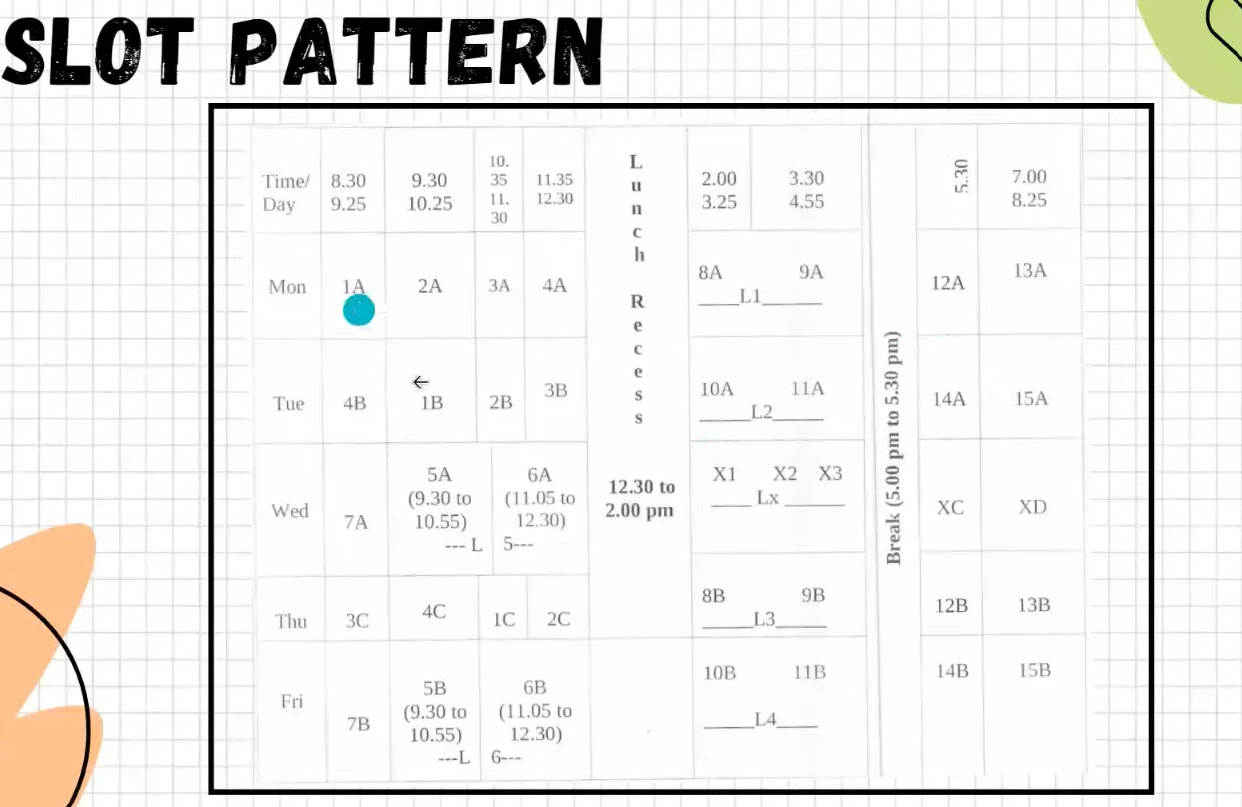 SLOT PATTERN
Time/ Day 8.30 9.25 9.30 10.25 10. 35 11. 30 11.35 12.30 Lunch Recess 12.30 to 2.00 pm 2.00 3.25 3.30 4.55 Break (5.00 pm to 5.30 pm) 5.30 7.00 8.25
Mon 1A 2A 3A 4A 8A 9A ____L1______ 12A 13A
Tue 4B 1B 2B 3B 10A 11A _____L2_____ 14A 15A
Wed 7A 5A (9.30 to 10.55) --- L 6A (11.05 to 12.30) 5--- X1 X2 X3 ____ Lx ______ XC XD
Thu 3C 4C 1C 2C 8B 9B _____L3_____ 12B 13B
Fri 7B 5B (9.30 to 10.55) ---L 6B (11.05 to 12.30) 6--- 10B 11B _____L4____ 14B 15B